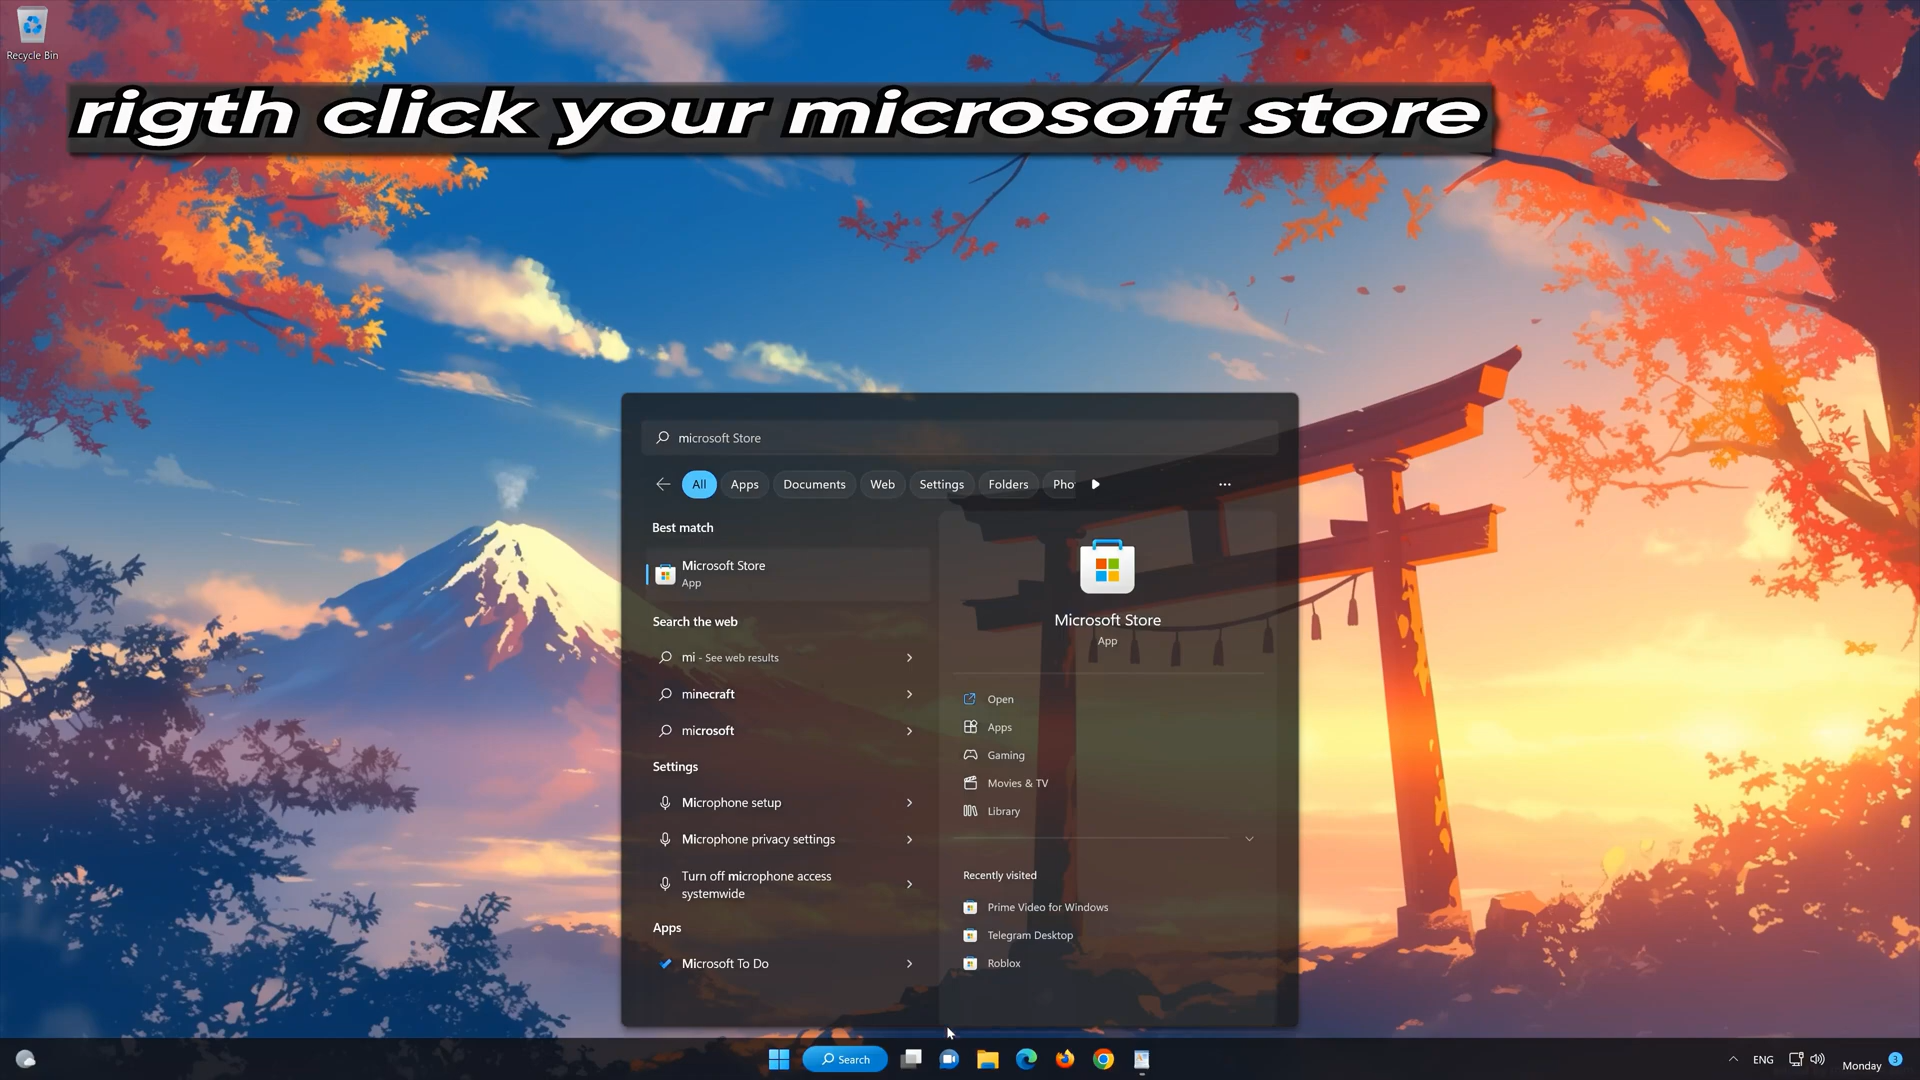 Recycle Bin
rigth click your microsoft store
microsoft Store
All Apps Documents Web Settings Folders Pho
Best match
Microsoft Store
App
Search the web
mi - See web results
minecraft
microsoft
Settings
Microphone setup
Microphone privacy settings
Turn off microphone access
systemwide
Apps
Microsoft To Do
Microsoft Store
App
Open
Apps
Gaming
Movies & TV
Library
Recently visited
Prime Video for Windows
Telegram Desktop
Roblox
Search
ENG
Monday 3